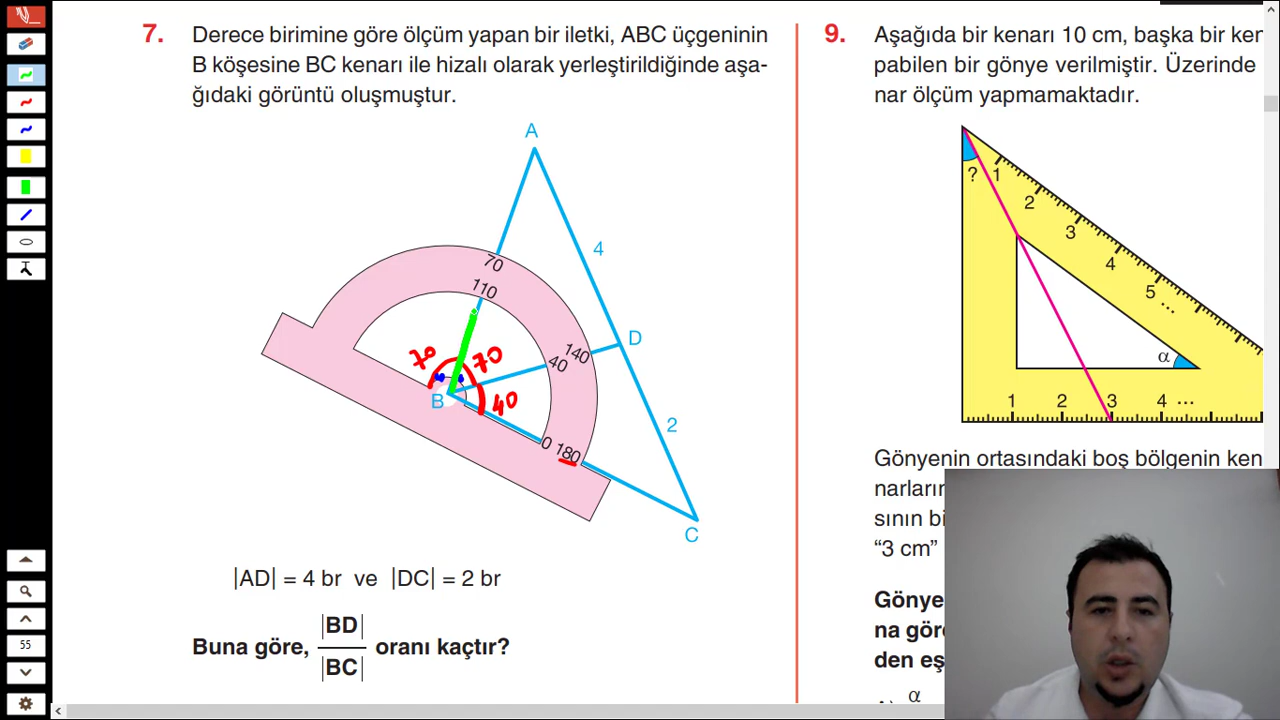 7. Derece birimine göre ölçüm yapan bir iletki, ABC üçgeninin
B köşesine BC kenarı ile hizalı olarak yerleştirildiğinde aşa-
ğıdaki görüntü oluşmuştur.
A
4
70
110
D
140
40
70
70
B
40
2
0 180
C
|AD| = 4 br ve |DC| = 2 br
Buna göre, |BD| / |BC| oranı kaçtır?
9. Aşağıda bir kenarı 10 cm, başka bir ken
pabilen bir gönye verilmiştir. Üzerinde
nar ölçüm yapmamaktadır.
? 1
2
3
4
5 ...
α
1 2 3 4 ...
Gönyenin ortasındaki boş bölgenin ken
narların
sının bi
“3 cm”
Gönye
na göre
den eş
α
55